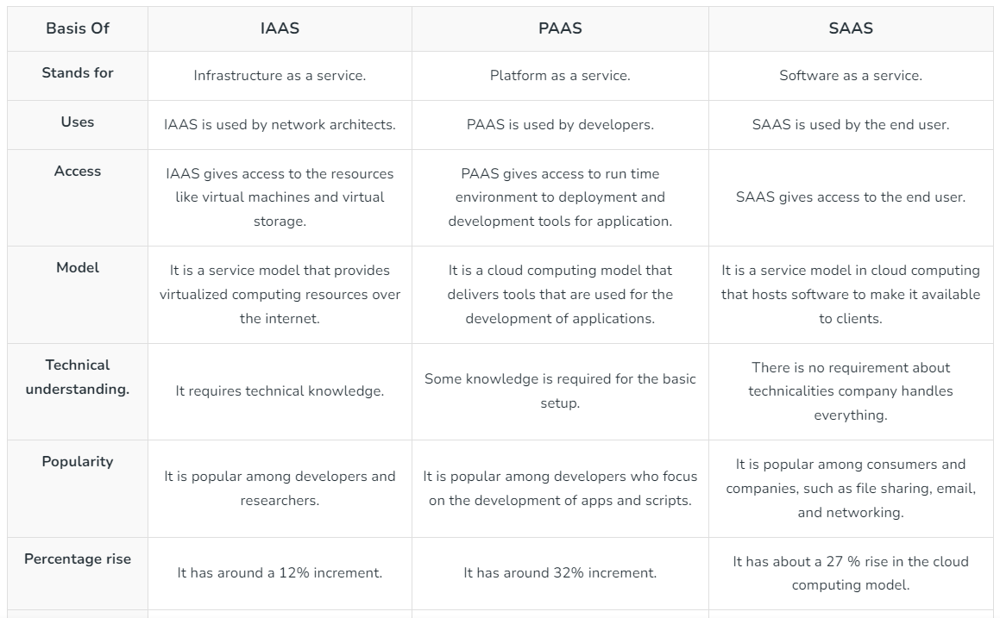 Basis Of
IAAS
PAAS
SAAS
Stands for
Infrastructure as a service.
Platform as a service.
Software as a service.
Uses
IAAS is used by network architects.
PAAS is used by developers.
SAAS is used by the end user.
Access
IAAS gives access to the resources
like virtual machines and virtual
storage.
PAAS gives access to run time
environment to deployment and
development tools for application.
SAAS gives access to the end user.
Model
It is a service model that provides
virtualized computing resources over
the internet.
It is a cloud computing model that
delivers tools that are used for the
development of applications.
It is a service model in cloud computing
that hosts software to make it available
to clients.
Technical
understanding.
It requires technical knowledge.
Some knowledge is required for the basic
setup.
There is no requirement about
technicalities company handles
everything.
Popularity
It is popular among developers and
researchers.
It is popular among developers who focus
on the development of apps and scripts.
It is popular among consumers and
companies, such as file sharing, email,
and networking.
Percentage rise
It has around a 12% increment.
It has around 32% increment.
It has about a 27 % rise in the cloud
computing model.